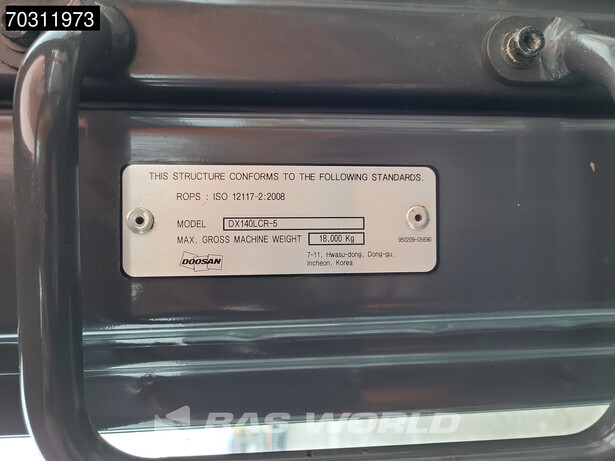 70311973
THIS STRUCTURE CONFORMS TO THE FOLLOWING STANDARDS.
ROPS : ISO 12117-2:2008
MODEL DX140LCR-5
MAX. GROSS MACHINE WEIGHT 18,000 Kg
950209-05690
DOOSAN
7-11, Hwasu-dong, Dong-gu,
Incheon, Korea
BAS WORLD